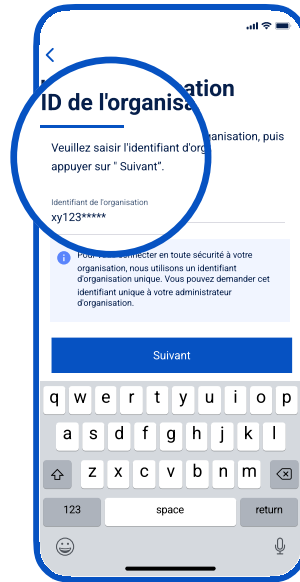 ID de l'organisation
Veuillez saisir l'identifiant d'organisation, puis
appuyer sur " Suivant".
Identifiant de l'organisation
xy123*****
Pour vous connecter en toute sécurité à votre
organisation, nous utilisons un identifiant
d'organisation unique. Vous pouvez demander cet
identifiant unique à votre administrateur
d'organisation.
Suivant
q w e r t y u i o p
a s d f g h j k l
z x c v b n m
123 space return